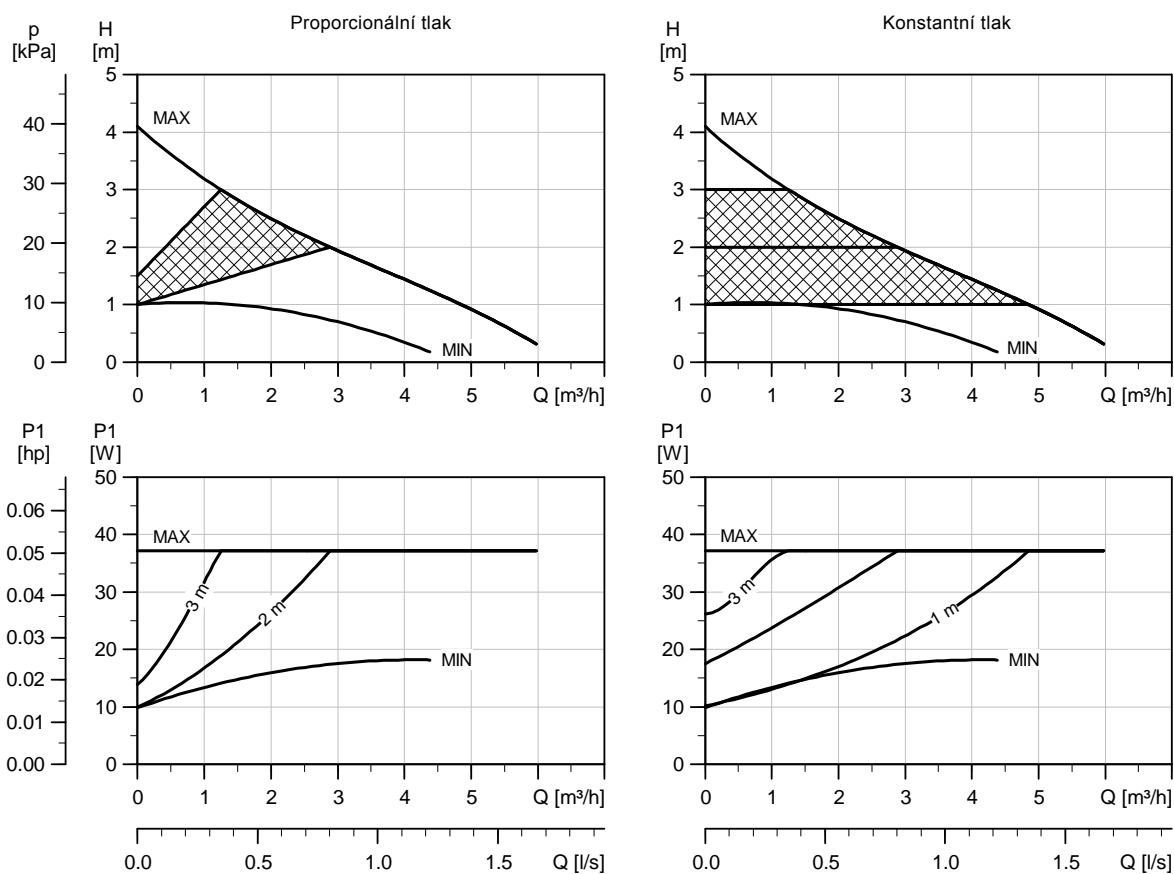 Proporcionální tlak
p
[kPa]
H
[m]
5
4
3
2
1
0
40
30
20
10
0
MAX
MIN
0 1 2 3 4 5 Q [m³/h]
Konstantní tlak
H
[m]
5
4
3
2
1
0
MAX
MIN
0 1 2 3 4 5 Q [m³/h]
P1
[hp]
P1
[W]
50
40
30
20
10
0
0.06
0.05
0.04
0.03
0.02
0.01
0.00
MAX
3 m
2 m
MIN
0 1 2 3 4 5 Q [m³/h]
0.0 0.5 1.0 1.5 Q [l/s]
P1
[W]
50
40
30
20
10
0
MAX
3 m
1 m
MIN
0 1 2 3 4 5 Q [m³/h]
0.0 0.5 1.0 1.5 Q [l/s]